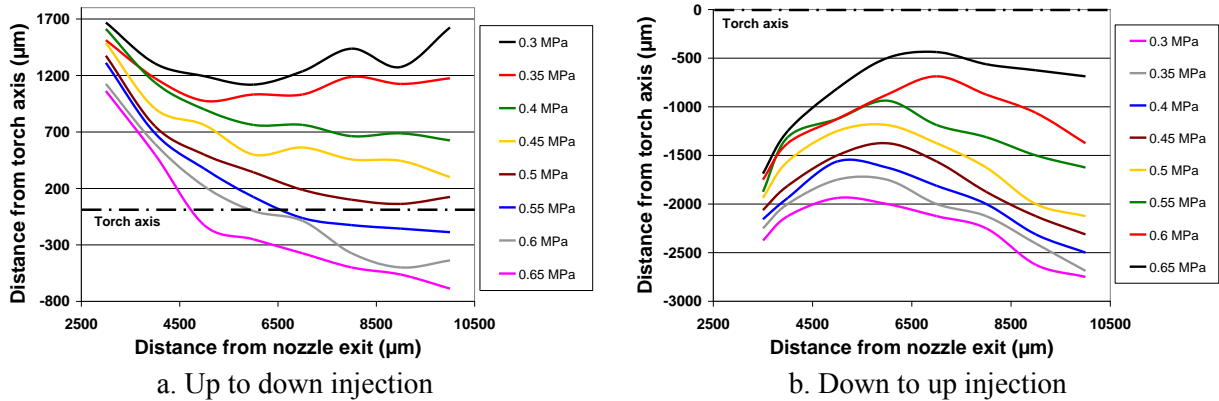 Distance from torch axis (µm)
1700
1200
700
200
-300
-800
Torch axis
2500
4500
6500
8500
10500
Distance from nozzle exit (µm)
0.3 MPa
0.35 MPa
0.4 MPa
0.45 MPa
0.5 MPa
0.55 MPa
0.6 MPa
0.65 MPa
a. Up to down injection
Distance from torch axis (µm)
0
-500
-1000
-1500
-2000
-2500
-3000
Torch axis
2500
4500
6500
8500
10500
Distance from nozzle exit (µm)
0.3 MPa
0.35 MPa
0.4 MPa
0.45 MPa
0.5 MPa
0.55 MPa
0.6 MPa
0.65 MPa
b. Down to up injection